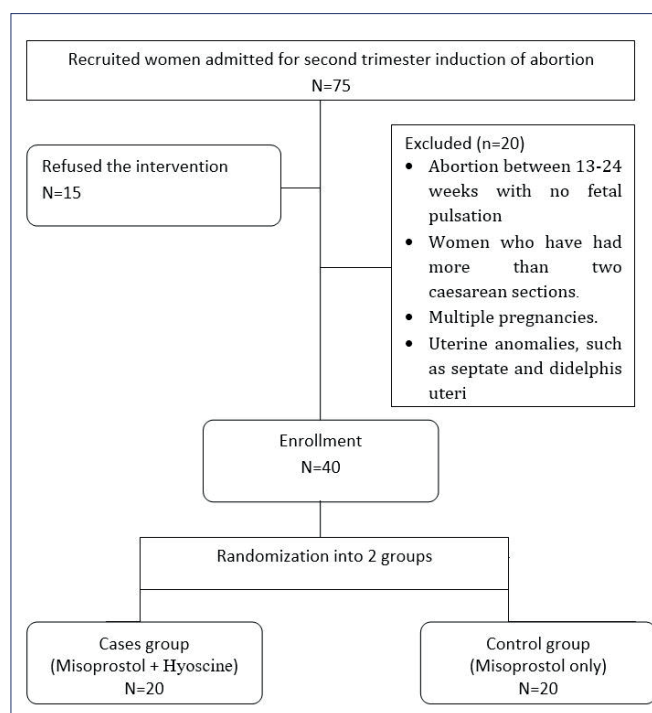 Recruited women admitted for second trimester induction of abortion
N=75
Refused the intervention
N=15
Excluded (n=20)
• Abortion between 13-24
weeks with no fetal
pulsation
• Women who have had
more than two
caesarean sections.
• Multiple pregnancies.
• Uterine anomalies, such
as septate and didelphis
uteri
Enrollment
N=40
Randomization into 2 groups
Cases group
(Misoprostol + Hyoscine)
N=20
Control group
(Misoprostol only)
N=20